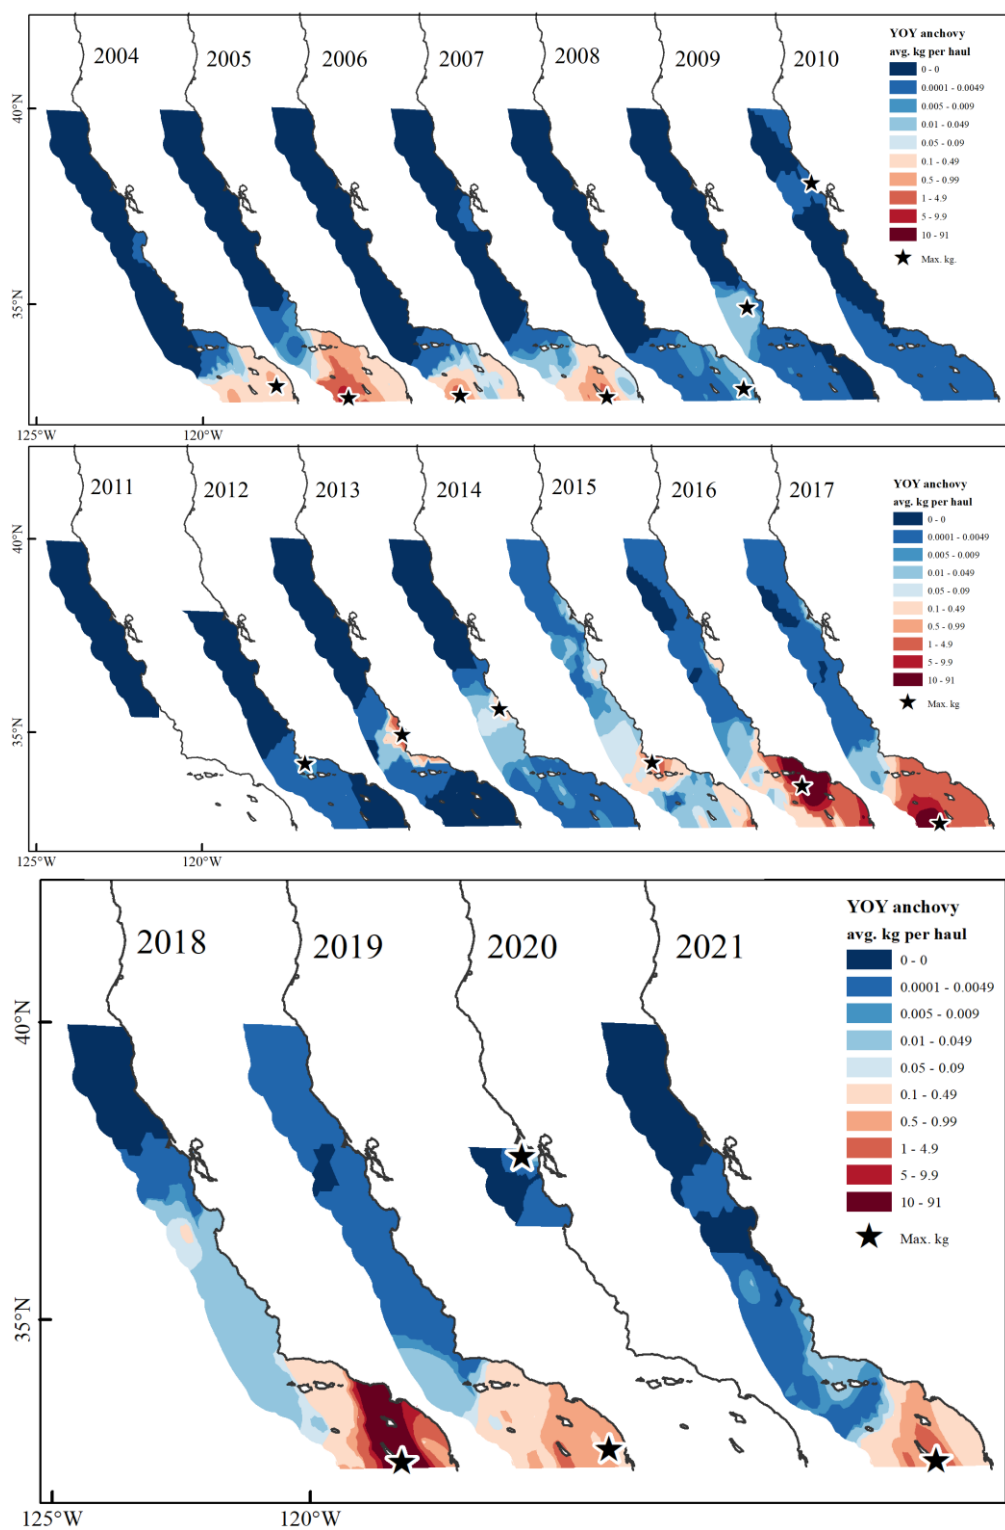 2004 2005 2006 2007 2008 2009 2010
YOY anchovy
avg. kg per haul
0 - 0
0.0001 - 0.0049
0.005 - 0.009
0.01 - 0.049
0.05 - 0.09
0.1 - 0.49
0.5 - 0.99
1 - 4.9
5 - 9.9
10 - 91
Max. kg.
40°N
35°N
125°W 120°W
2011 2012 2013 2014 2015 2016 2017
YOY anchovy
avg. kg per haul
0 - 0
0.0001 - 0.0049
0.005 - 0.009
0.01 - 0.049
0.05 - 0.09
0.1 - 0.49
0.5 - 0.99
1 - 4.9
5 - 9.9
10 - 91
Max. kg
40°N
35°N
125°W 120°W
2018 2019 2020 2021
YOY anchovy
avg. kg per haul
0 - 0
0.0001 - 0.0049
0.005 - 0.009
0.01 - 0.049
0.05 - 0.09
0.1 - 0.49
0.5 - 0.99
1 - 4.9
5 - 9.9
10 - 91
Max. kg
40°N
35°N
125°W 120°W